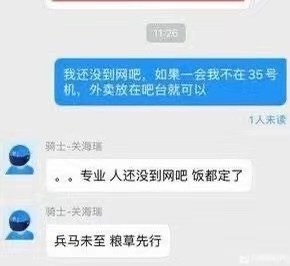 11:26
我还没到网吧，如果一会我不在35号
机，外卖放在吧台就可以
1人未读
骑士-关海瑞
。。专业 人还没到网吧 饭都定了
骑士-关海瑞
兵马未至 粮草先行